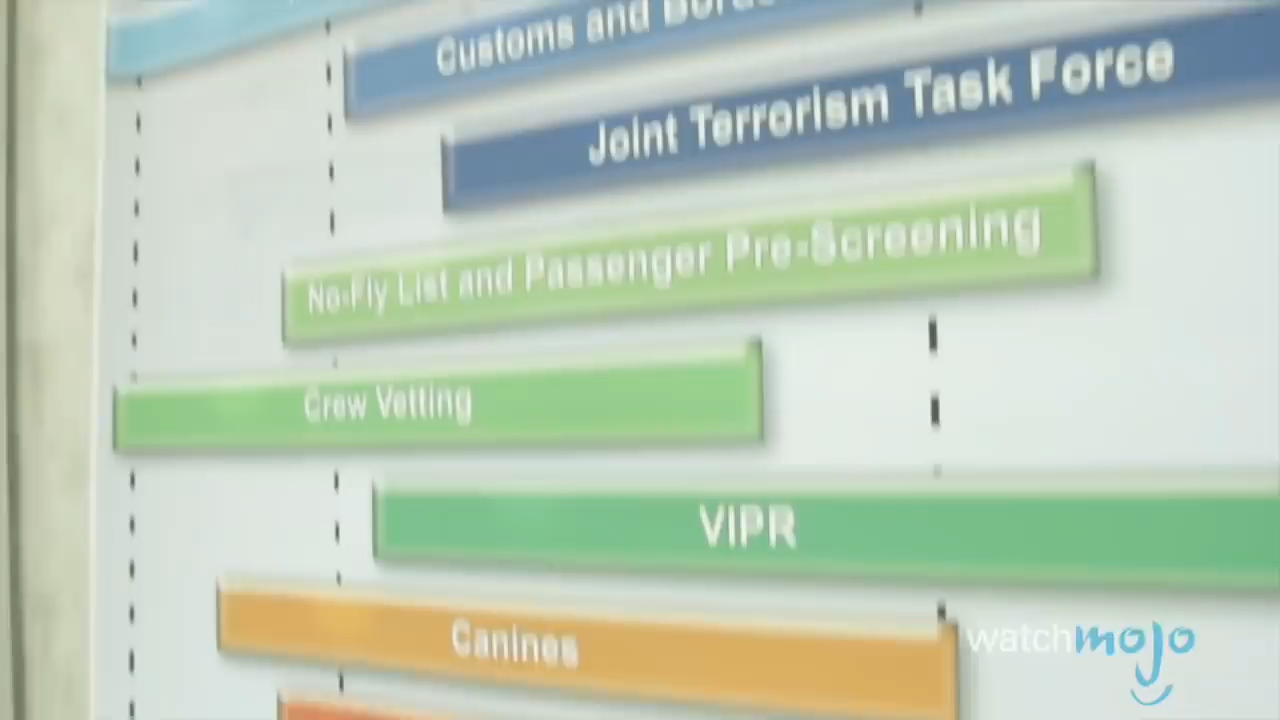 Customs and
Joint Terrorism Task Force
No-Fly List and Passenger Pre-Screening
Crew Vetting
VIPR
Canines
watchmojo